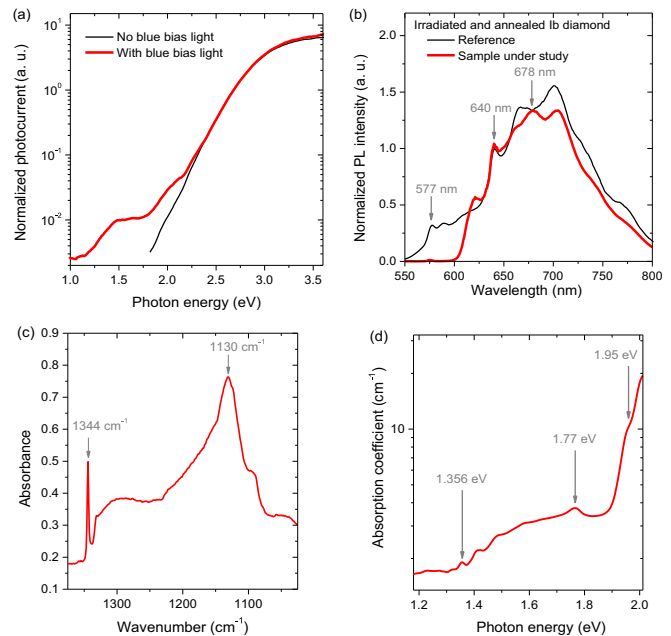 (a)
No blue bias light
With blue bias light
Normalized photocurrent (a. u.)
10¹
10⁰
10⁻¹
10⁻²
1.0 1.5 2.0 2.5 3.0 3.5
Photon energy (eV)
(b)
Irradiated and annealed Ib diamond
Reference
Sample under study
678 nm
640 nm
577 nm
Normalized PL intensity (a. u.)
2.0
1.5
1.0
0.5
0.0
550 600 650 700 750 800
Wavelength (nm)
(c)
1130 cm⁻¹
1344 cm⁻¹
Absorbance
0.9
0.8
0.7
0.6
0.5
0.4
0.3
0.2
0.1
1300 1200 1100
Wavenumber (cm⁻¹)
(d)
1.95 eV
1.77 eV
1.356 eV
Absorption coefficient (cm⁻¹)
10
1.2 1.4 1.6 1.8 2.0
Photon energy (eV)